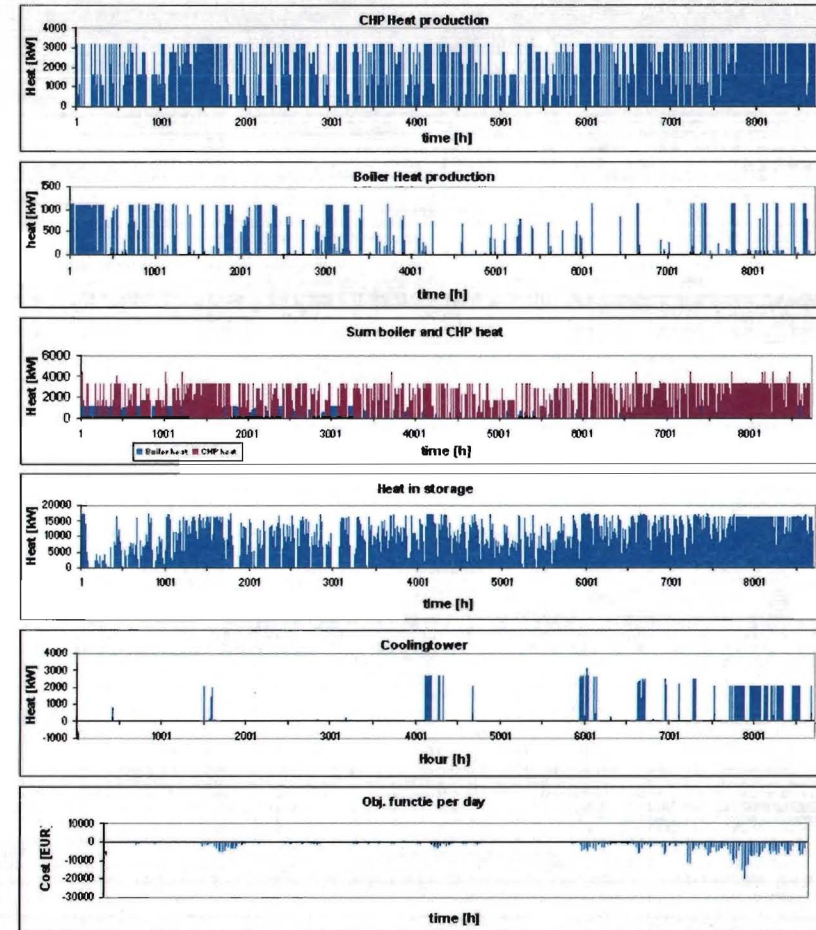 CHP Heat production
Heat [kW]
4000
3000
2000
1000
0
1 1001 2001 3001 4001 5001 6001 7001 8001
time [h]
Boiler Heat production
heat [kW]
1500
1000
500
0
1 1001 2001 3001 4001 5001 6001 7001 8001
time [h]
Sum boiler and CHP heat
Heat [kW]
6000
4000
2000
0
1 1001 2001 3001 4001 5001 6001 7001 8001
Boiler heat CHP heat
time [h]
Heat in storage
Heat [kW]
20000
15000
10000
5000
0
1 1001 2001 3001 4001 5001 6001 7001 8001
time [h]
Coolingtower
Heat [kW]
4000
3000
2000
1000
0
-1000
1 1001 2001 3001 4001 5001 6001 7001 8001
Hour [h]
Obj. functie per day
Cost [EUR]
10000
0
-10000
-20000
-30000
time [h]